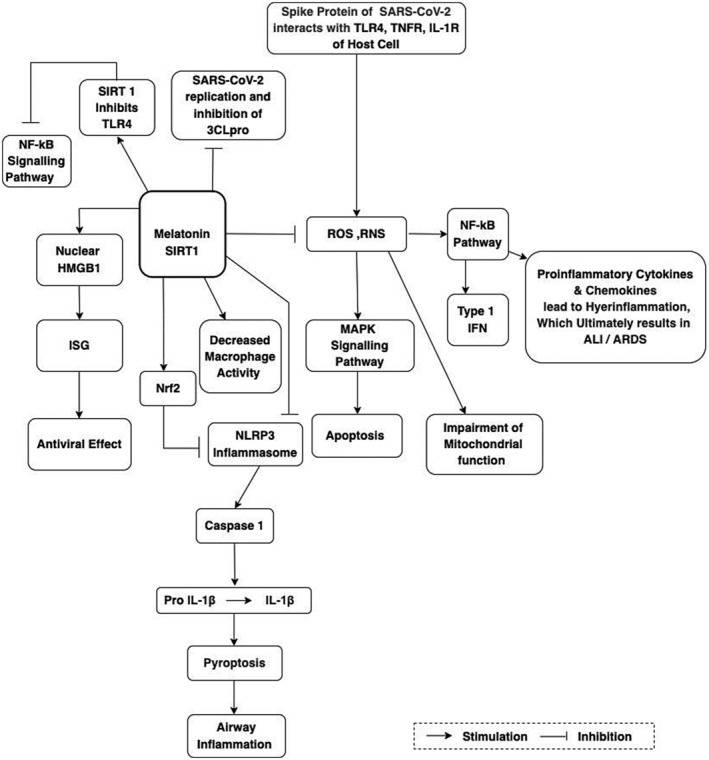 Spike Protein of SARS-CoV-2
interacts with TLR4, TNFR, IL-1R
of Host Cell
SIRT 1
Inhibits
TLR4
SARS-CoV-2
replication and
inhibition of
3CLpro
NF-kB
Signalling
Pathway
Melatonin
SIRT1
ROS ,RNS
NF-kB
Pathway
Nuclear
HMGB1
Proinflammatory Cytokines
& Chemokines
lead to Hyerinflammation,
Which Ultimately results in
ALI / ARDS
Type 1
IFN
ISG
Decreased
Macrophage
Activity
MAPK
Signalling
Pathway
Nrf2
Antiviral Effect
NLRP3
Inflammasome
Apoptosis
Impairment of
Mitochondrial
function
Caspase 1
Pro IL-1β IL-1β
Pyroptosis
Airway
Inflammation
Stimulation Inhibition